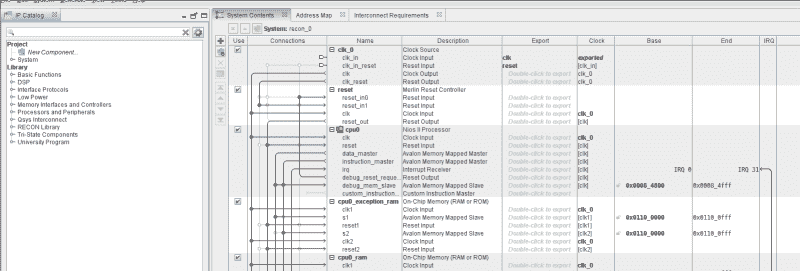 IP Catalog
Project
New Component...
System
Library
Basic Functions
DSP
Interface Protocols
Low Power
Memory Interfaces and Controllers
Processors and Peripherals
Qsys Interconnect
RECON Library
Tri-State Components
University Program
System Contents Address Map Interconnect Requirements
System: recon_0
Use Connections Name Description Export Clock Base End IRQ
clk_0 Clock Source
clk_in Clock Input clk exported
clk_in_reset Reset Input reset [clk_in]
clk Clock Output Double-click to export clk_0
clk_reset Reset Output Double-click to export
reset Merlin Reset Controller
reset_in0 Reset Input Double-click to export
reset_in1 Reset Input Double-click to export
clk Clock Input Double-click to export clk_0
reset_out Reset Output Double-click to export [clk]
cpu0 Nios II Processor
clk Clock Input Double-click to export clk_0
reset Reset Input Double-click to export [clk]
data_master Avalon Memory Mapped Master Double-click to export [clk]
instruction_master Avalon Memory Mapped Master Double-click to export [clk]
irq Interrupt Receiver Double-click to export [clk] IRQ 0 IRQ 31
debug_reset_reque... Reset Output Double-click to export [clk]
debug_mem_slave Avalon Memory Mapped Slave Double-click to export [clk] 0x0008_4800 0x0008_4fff
custom_instruction... Custom Instruction Master Double-click to export
cpu0_exception_ram On-Chip Memory (RAM or ROM)
clk1 Clock Input Double-click to export clk_0
s1 Avalon Memory Mapped Slave Double-click to export [clk1] 0x0110_0000
reset1 Reset Input Double-click to export [clk1]
s2 Avalon Memory Mapped Slave Double-click to export [clk2] 0x0110_0000
clk2 Clock Input Double-click to export clk_0
reset2 Reset Input Double-click to export [clk2]
cpu0_ram On-Chip Memory (RAM or ROM)
clk1 Clock Input Double-click to export clk_0